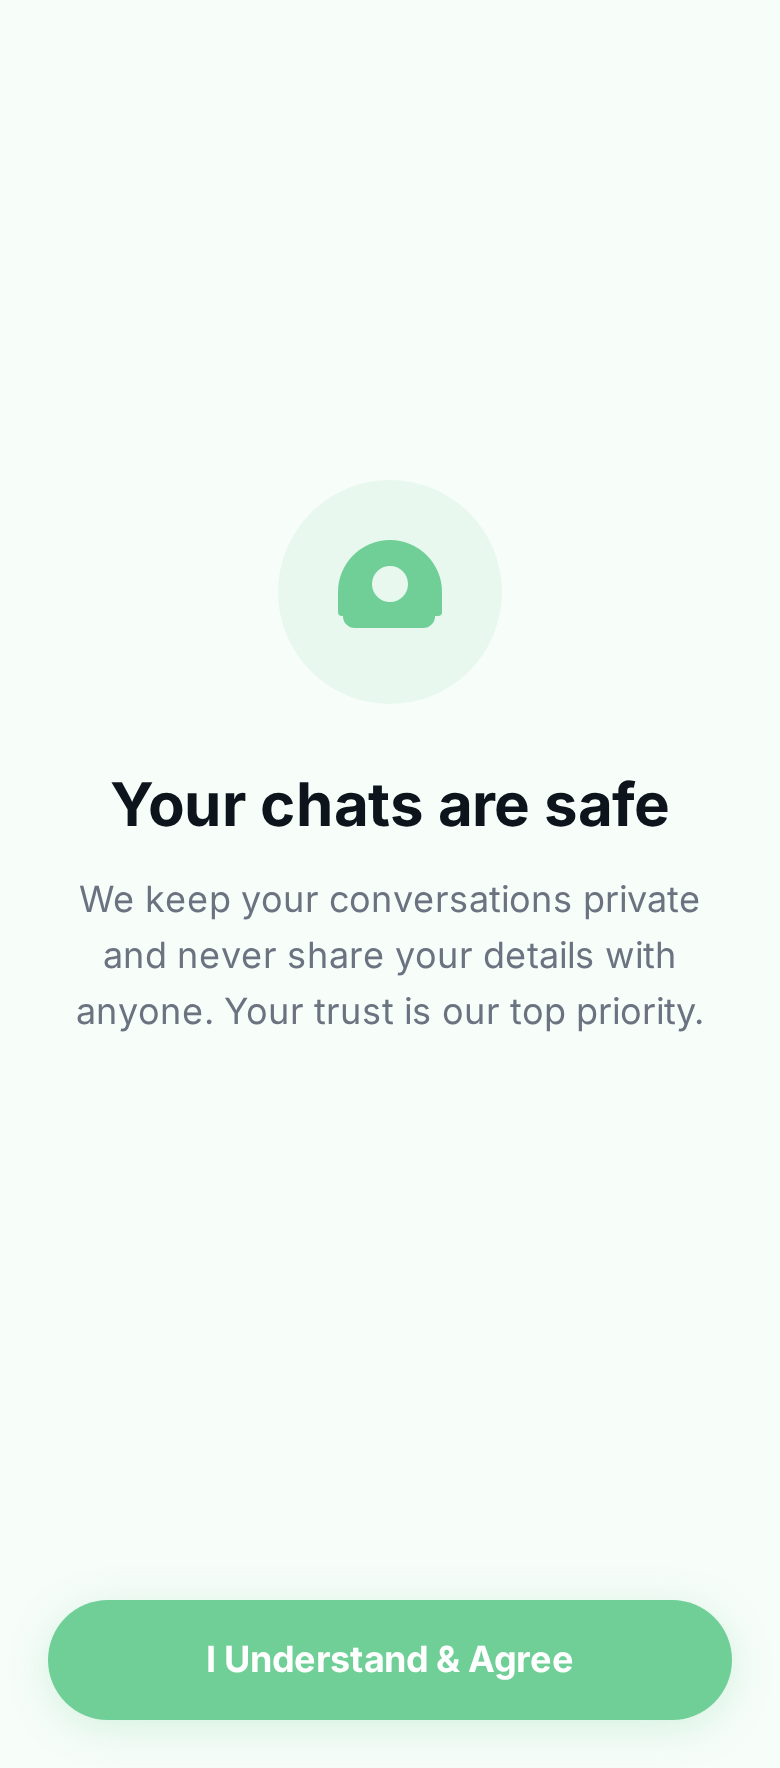 Your chats are safe
We keep your conversations private
and never share your details with
anyone. Your trust is our top priority.
I Understand & Agree